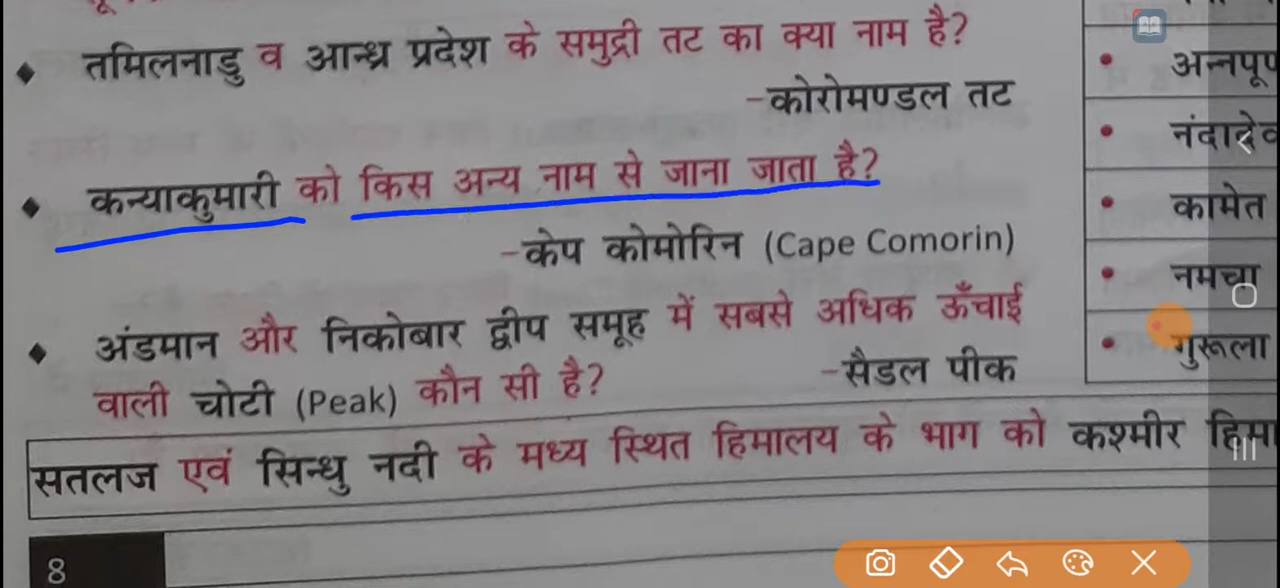 तमिलनाडु व आन्ध्र प्रदेश के समुद्री तट का क्या नाम है?
-कोरोमण्डल तट
कन्याकुमारी को किस अन्य नाम से जाना जाता है?
-केप कोमोरिन (Cape Comorin)
अंडमान और निकोबार द्वीप समूह में सबसे अधिक ऊँचाई
वाली चोटी (Peak) कौन सी है?
-सैडल पीक
सतलज एवं सिन्धु नदी के मध्य स्थित हिमालय के भाग को कश्मीर
8
कामेत
नमचा
गुरूला